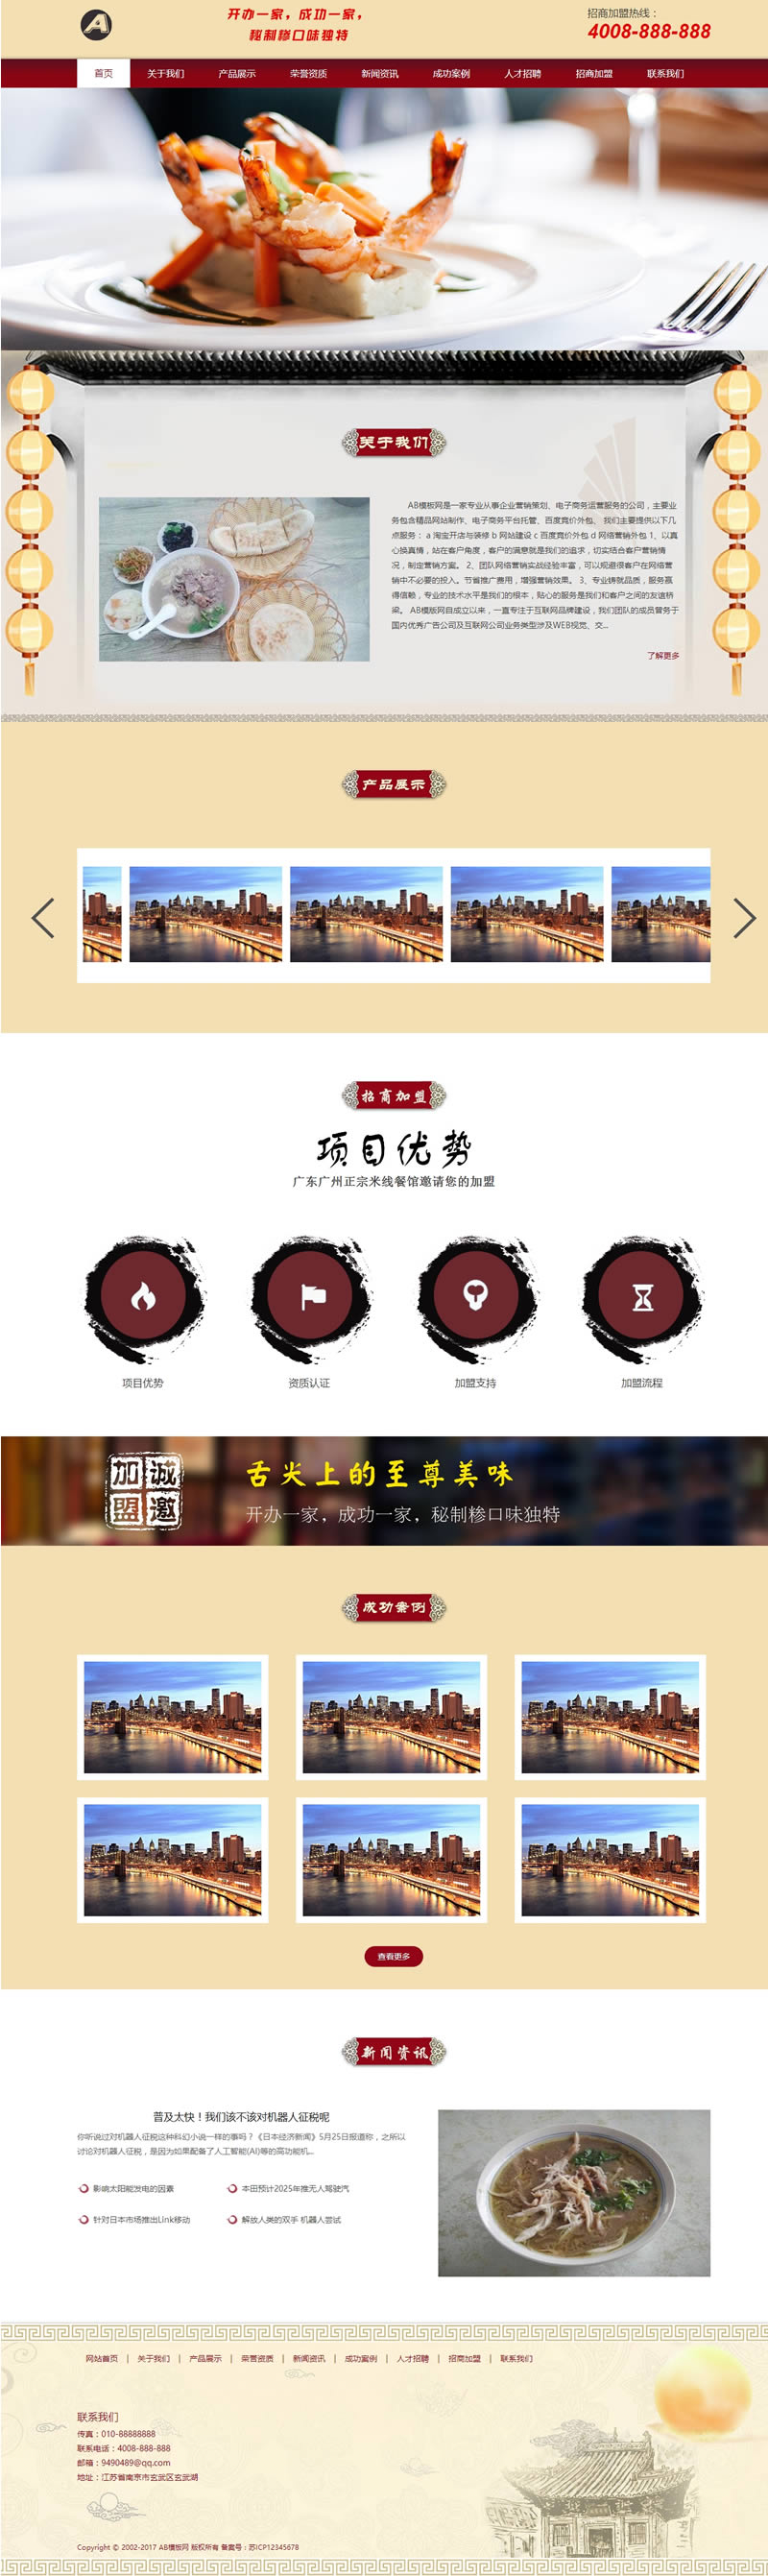 A
开办一家，成功一家，
秘制糁口味独特
招商加盟热线：
4008-888-888
首页 关于我们 产品展示 荣誉资质 新闻资讯 成功案例 人才招聘 招商加盟 联系我们
关于我们
AB模板网是一家专业从事企业营销策划、电子商务运营服务的公司，主要业
务包含精品网站制作、电子商务平台托管、百度竞价外包、 我们主要提供以下几
点服务： a 淘宝开店与装修 b 网站建设 c 百度竞价外包 d 网络营销外包 1、以真
心换真情，站在客户角度，客户的满意就是我们的追求，切实结合客户营销情
况，制定营销方案。 2、团队网络营销实战经验丰富，可以规避很客户在网络营
销中不必要的投入。节省推广费用，增强营销效果。 3、专业铸就品质，服务赢
得信赖，专业的技术水平是我们的根本，贴心的服务是我们和客户之间的友谊桥
梁。 AB模版网自成立以来，一直专注于互联网品牌建设，我们团队的成员曾务于
国内优秀广告公司及互联网公司业务类型涉及WEB视觉、交...
了解更多
产品展示
招商加盟
项目优势
广东广州正宗米线餐馆邀请您的加盟
项目优势 资质认证 加盟支持 加盟流程
加诚
盟邀
舌尖上的至尊美味
开办一家，成功一家，秘制糁口味独特
成功案例
查看更多
新闻资讯
普及太快！我们该不该对机器人征税呢
你听说过对机器人征税这种科幻小说一样的事吗？《日本经济新闻》5月25日报道称，之所以
讨论对机器人征税，是因为如果配备了人工智能(AI)等的高功能机...
影响太阳能发电的因素 本田预计2025年推无人驾驶汽
针对日本市场推出Link移动 解放人类的双手 机器人尝试
网站首页 | 关于我们 | 产品展示 | 荣誉资质 | 新闻资讯 | 成功案例 | 人才招聘 | 招商加盟 | 联系我们
联系我们
传真：010-88888888
联系电话：4008-888-888
邮箱：9490489@qq.com
地址：江苏省南京市玄武区玄武湖
Copyright © 2002-2017 AB模板网 版权所有 备案号：苏ICP12345678